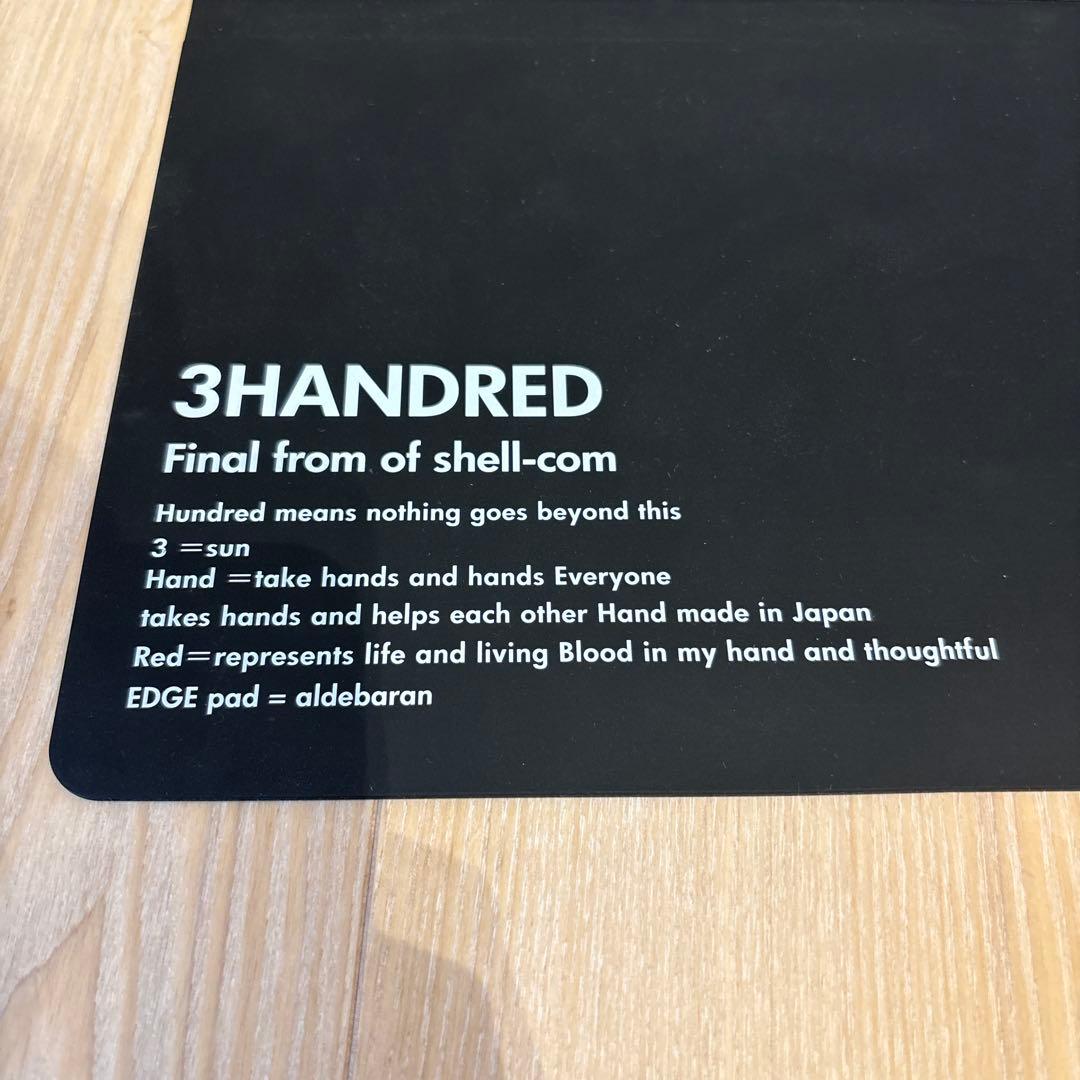 3HANDRED
Final from of shell-com
Hundred means nothing goes beyond this
3 =sun
Hand =take hands and hands Everyone
takes hands and helps each other Hand made in Japan
Red=represents life and living Blood in my hand and thoughtful
EDGE pad = aldebaran